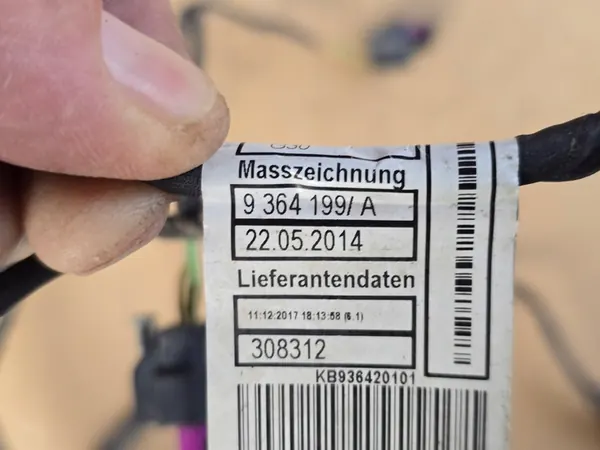 Masszeichnung
9 364 199/ A
22.05.2014
Lieferantendaten
11:12:2017 18:13:58 (6.1)
308312
KB936420101